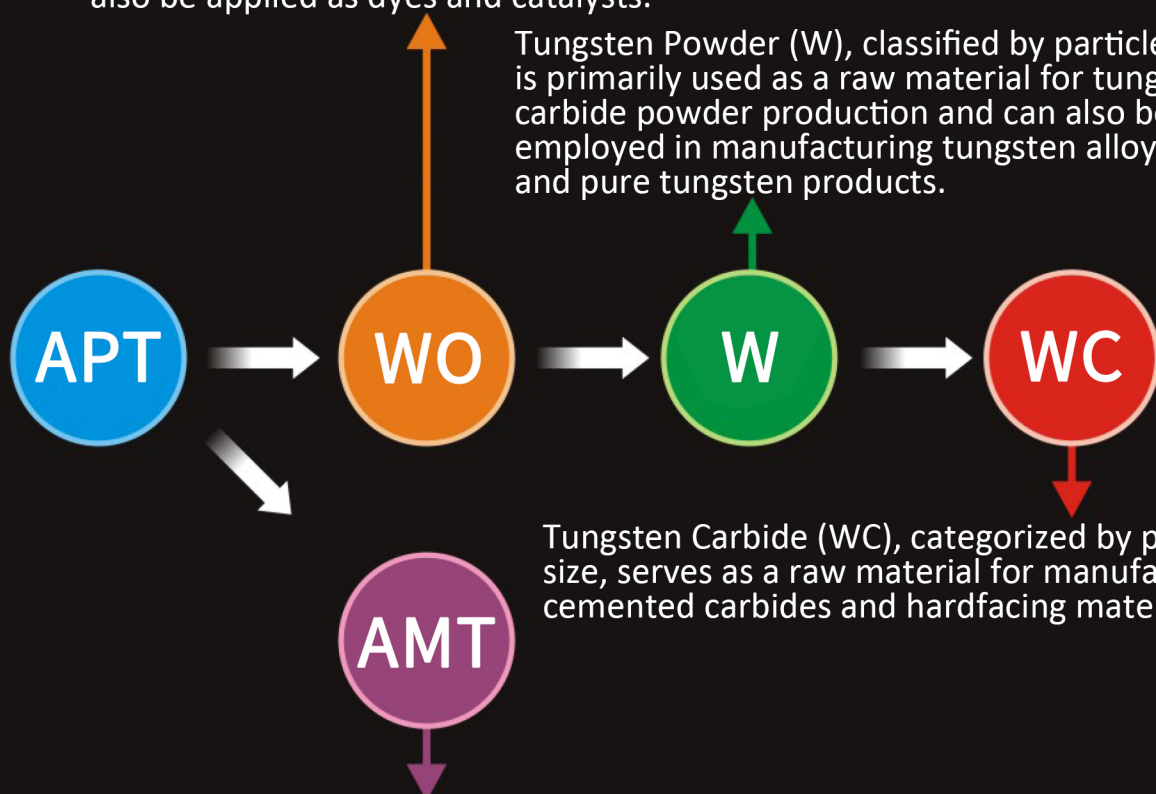 also be applied as dyes and catalysts.
Tungsten Powder (W), classified by particle
is primarily used as a raw material for tung
carbide powder production and can also b
employed in manufacturing tungsten alloy
and pure tungsten products.
APT
WO
W
WC
Tungsten Carbide (WC), categorized by p
size, serves as a raw material for manufa
cemented carbides and hardfacing mate
AMT